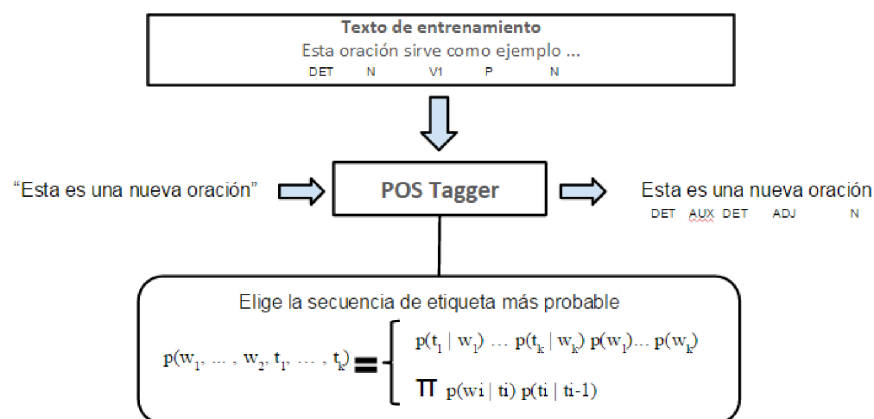 Texto de entrenamiento
Esta oración sirve como ejemplo ...
DET N V1 P N
“Esta es una nueva oración”
POS Tagger
Esta es una nueva oración
DET AUX DET ADJ N
Elige la secuencia de etiqueta más probable
p(w₁, ... , w₂, t₁, ... , tₖ) = {
p(t₁ | w₁) ... p(tₖ | wₖ) p(w₁)... p(wₖ)
Π p(wi | ti) p(ti | ti-1)